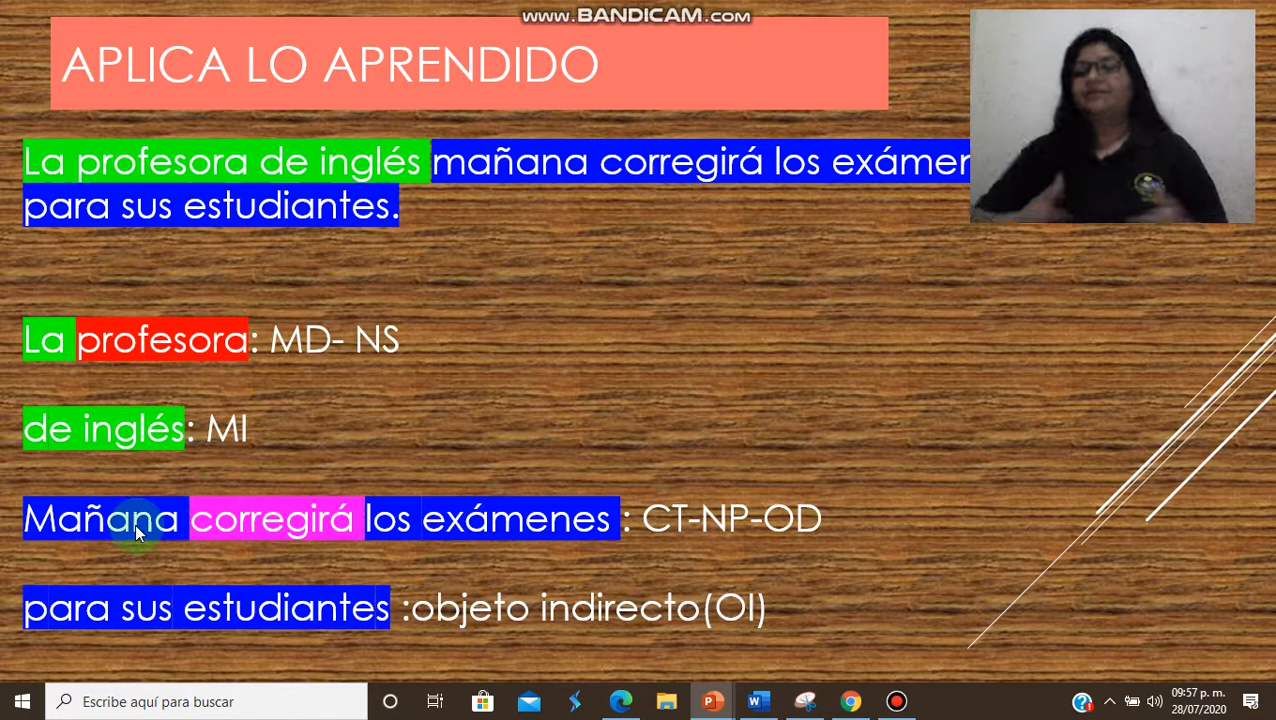 www.BANDICAM.com
APLICA LO APRENDIDO
La profesora de inglés mañana corregirá los
para sus estudiantes.
La profesora: MD- NS
de inglés: MI
Mañana corregirá los exámenes : CT-NP-OD
para sus estudiantes :objeto indirecto(OI)
Escribe aquí para buscar
09:57 p. m.
28/07/2020